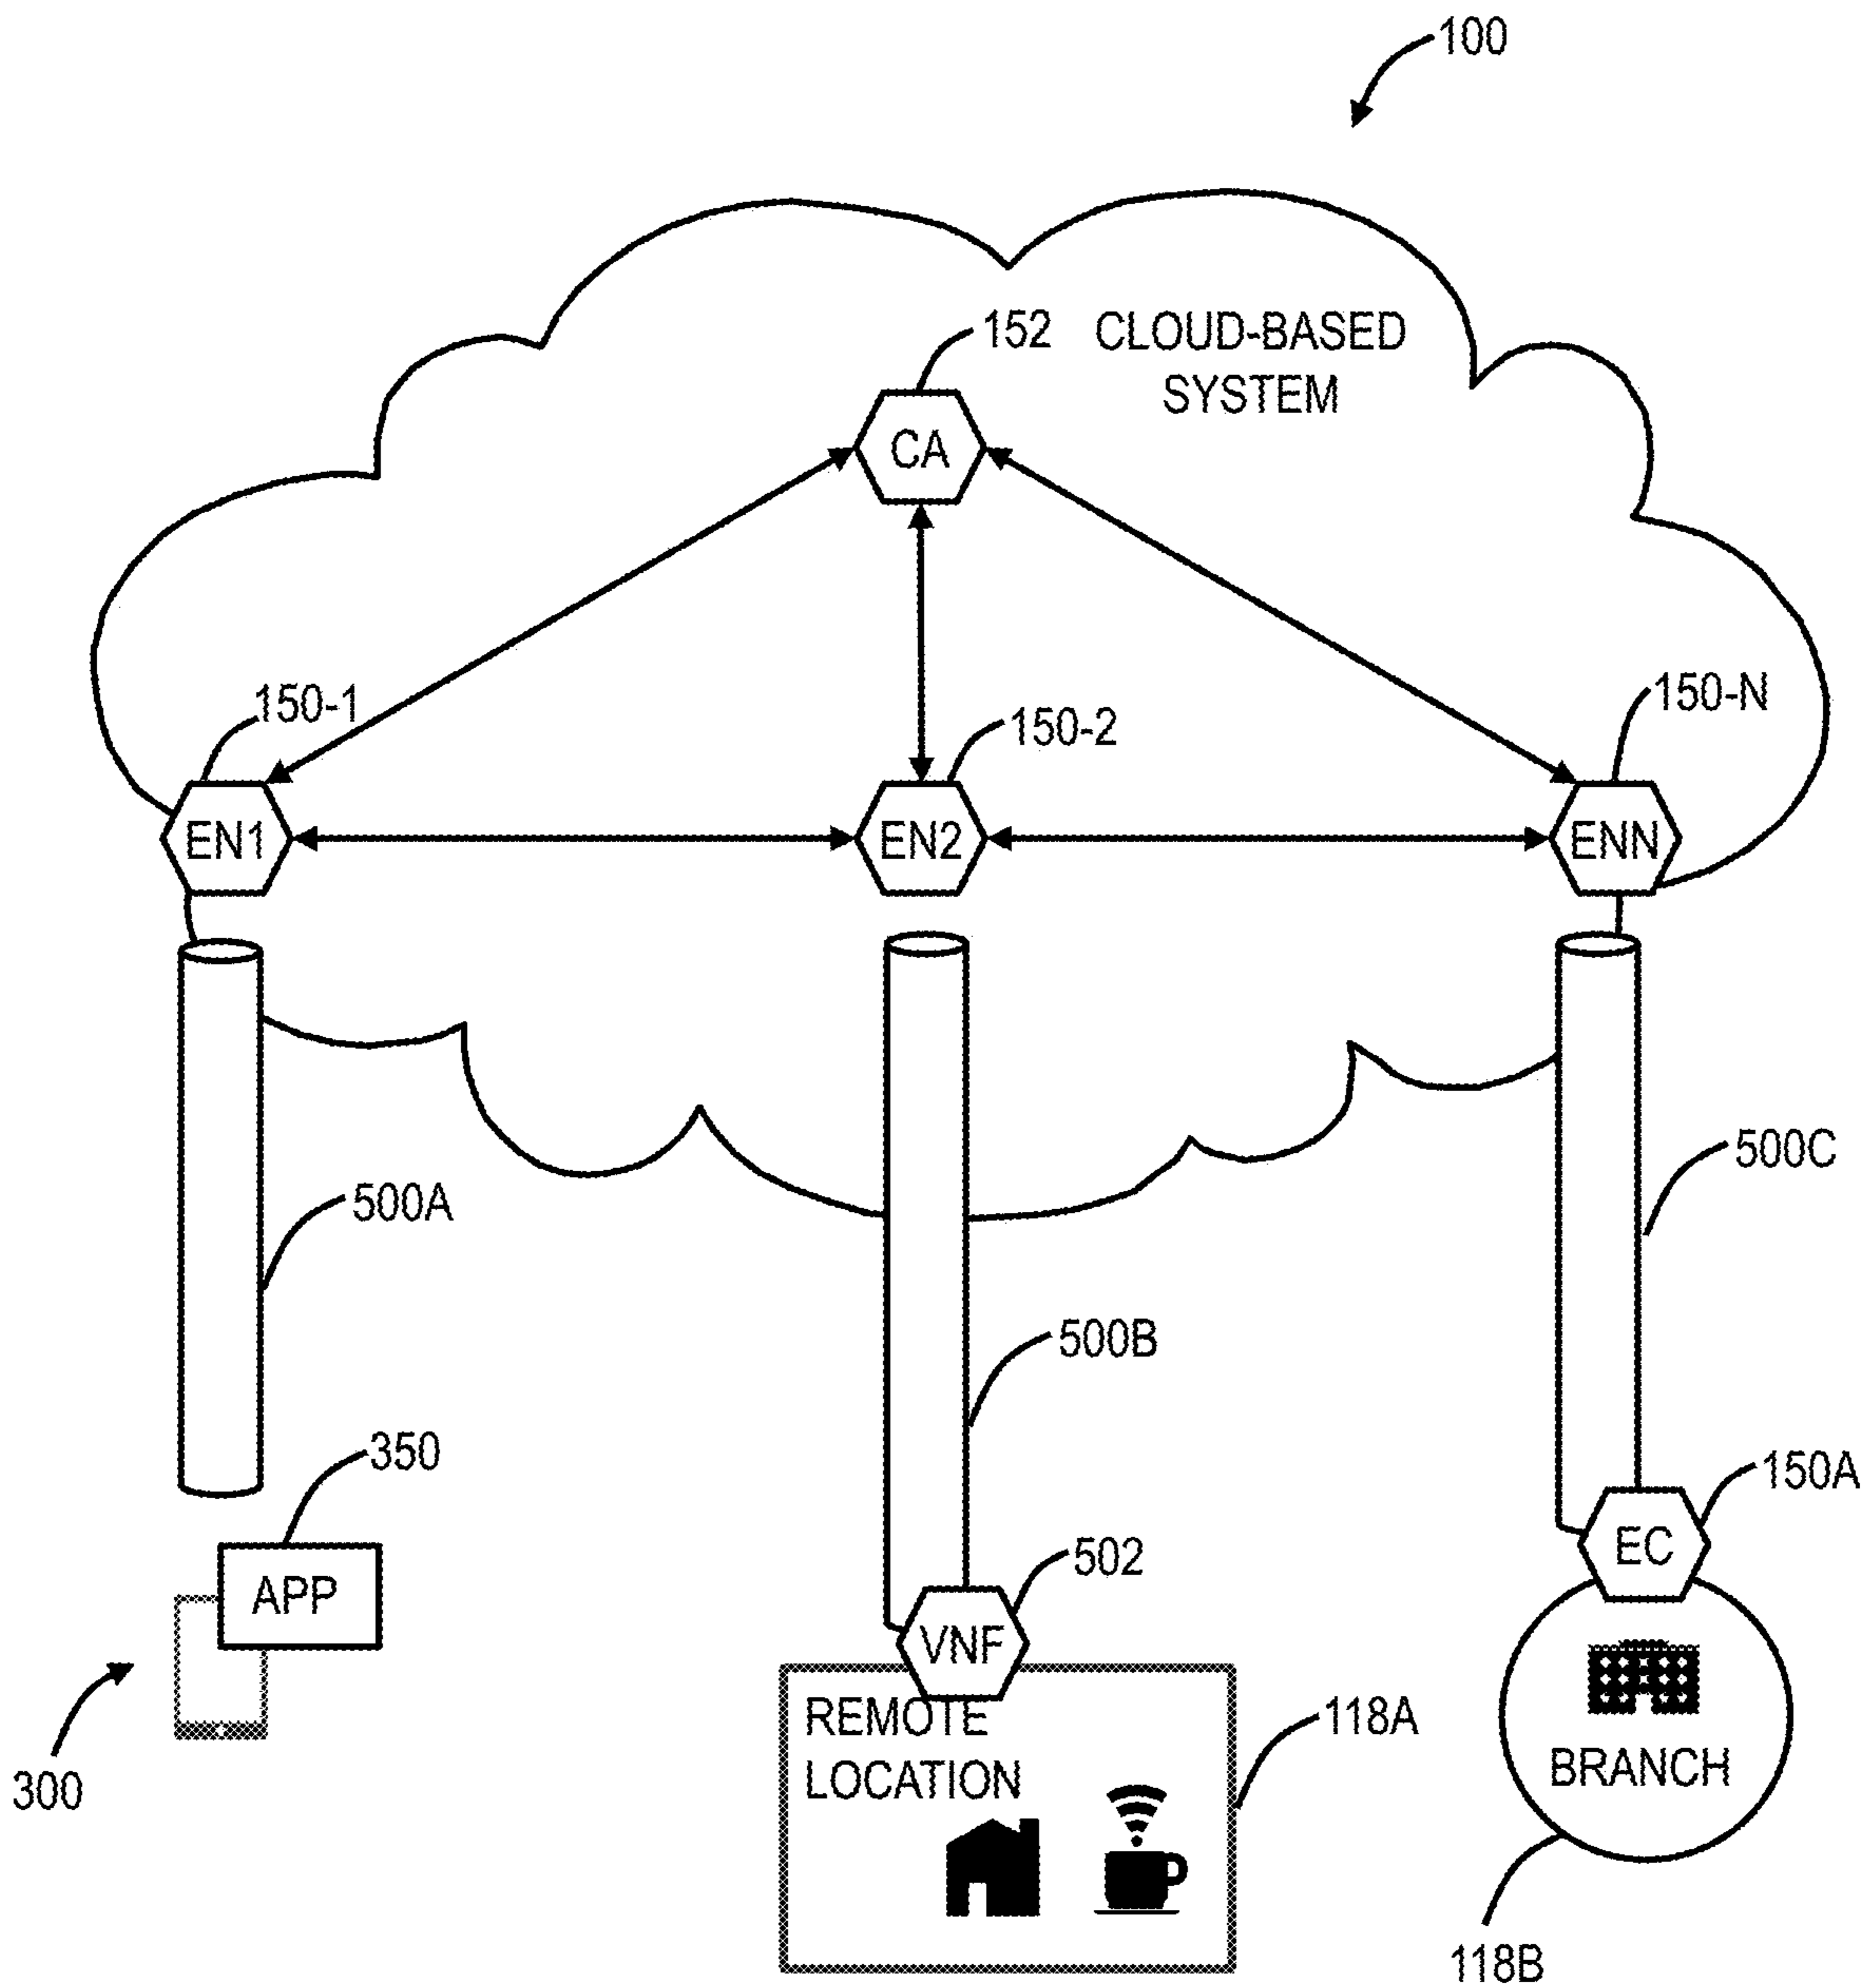 100
152
CLOUD-BASED
SYSTEM
CA
150-1
150-2
150-N
EN1
EN2
ENN
500A
500B
500C
350
APP
300
502
VNF
REMOTE
LOCATION
118A
150A
EC
BRANCH
118B